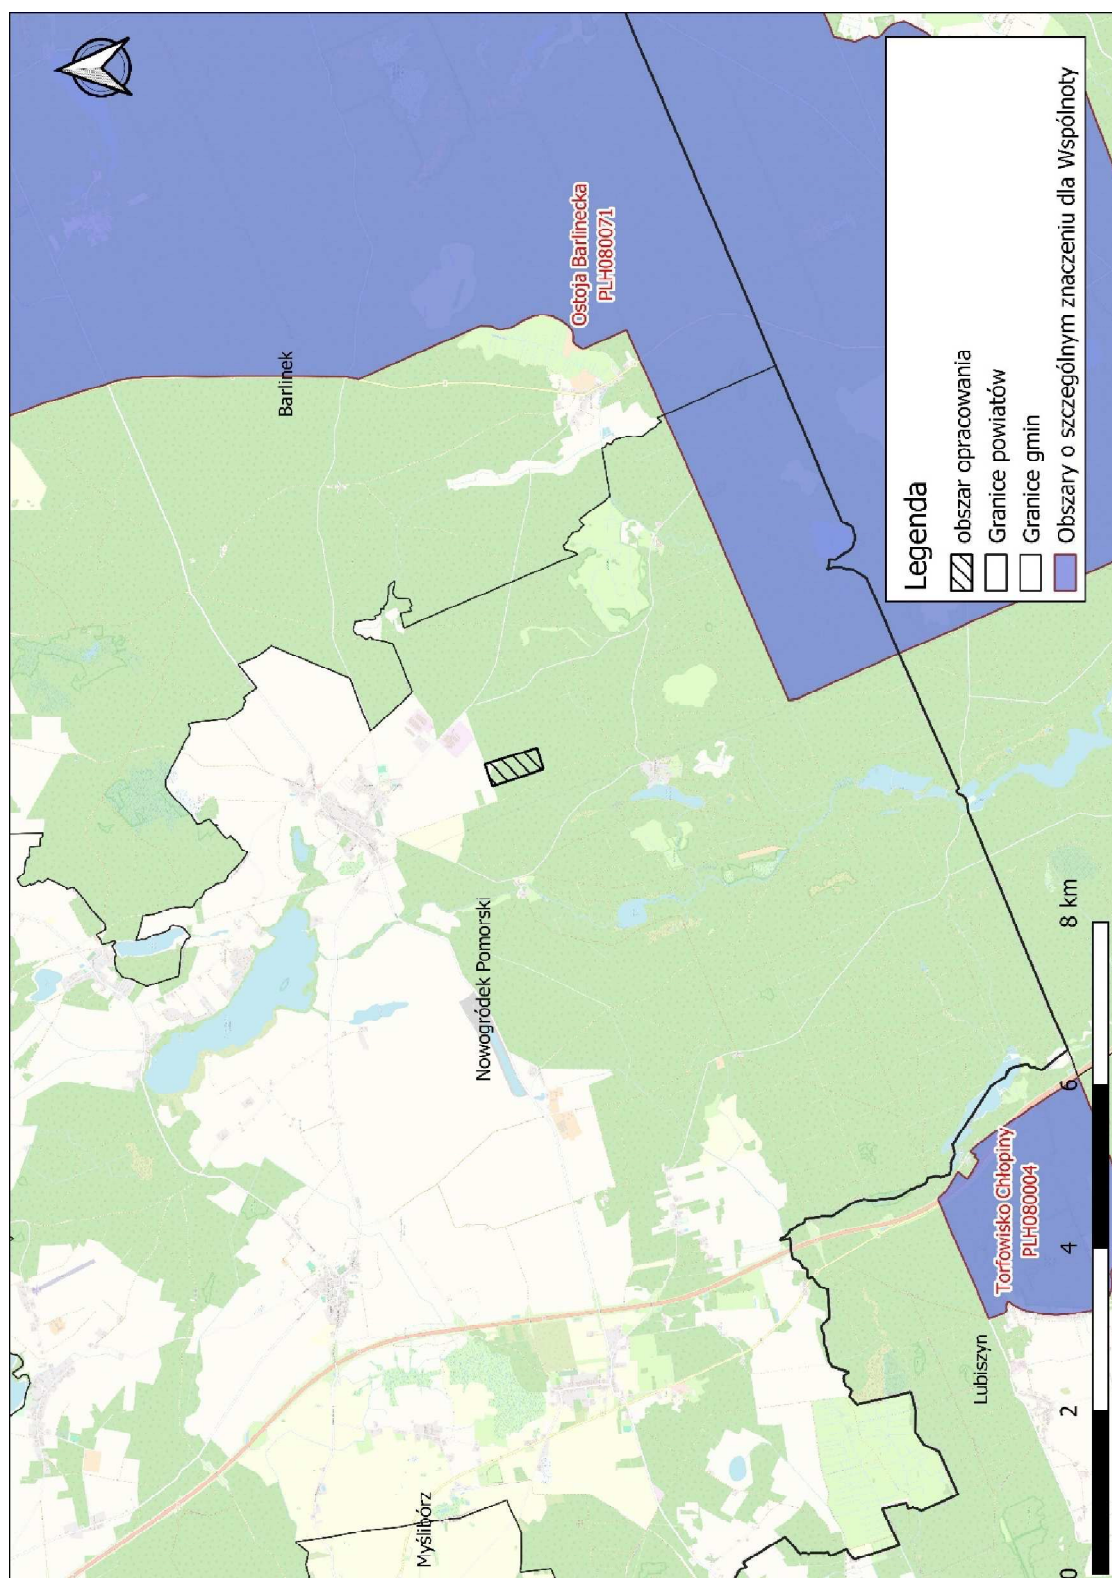 Barlinek
Ostoja Barlinecka
PLH080071
Nowogródek Pomorski
Myślibórz
Lubiszyn
Torfowisko Chłopiny
PLH080004
Legenda
obszar opracowania
Granice powiatów
Granice gmin
Obszary o szczególnym znaczeniu dla Wspólnoty
0 2 4 6 8 km